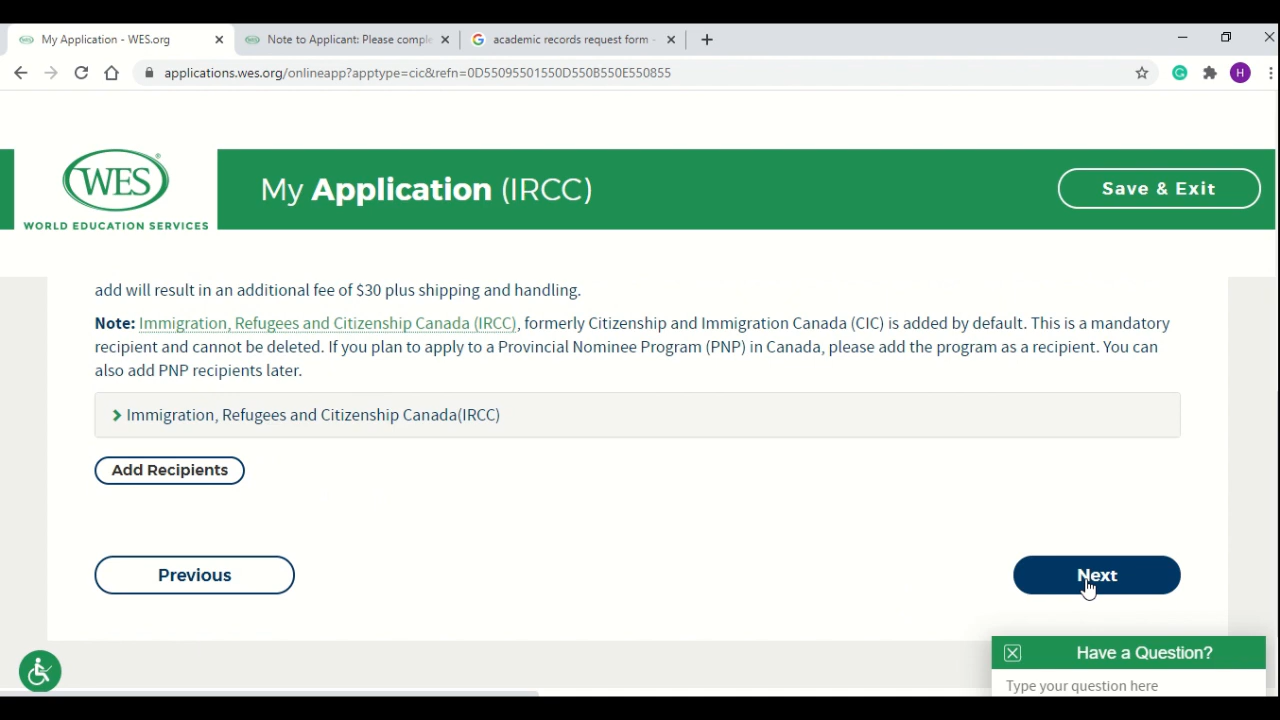 My Application - WES.org
Note to Applicant: Please comple
academic records request form -
applications.wes.org/onlineapp?apptype=cic&refn=0D55095501550D550B550E550855
H
WES
WORLD EDUCATION SERVICES
My Application (IRCC)
Save & Exit
add will result in an additional fee of $30 plus shipping and handling.
Note: Immigration, Refugees and Citizenship Canada (IRCC), formerly Citizenship and Immigration Canada (CIC) is added by default. This is a mandatory
recipient and cannot be deleted. If you plan to apply to a Provincial Nominee Program (PNP) in Canada, please add the program as a recipient. You can
also add PNP recipients later.
Immigration, Refugees and Citizenship Canada(IRCC)
Add Recipients
Previous
Next
Have a Question?
Type your question here